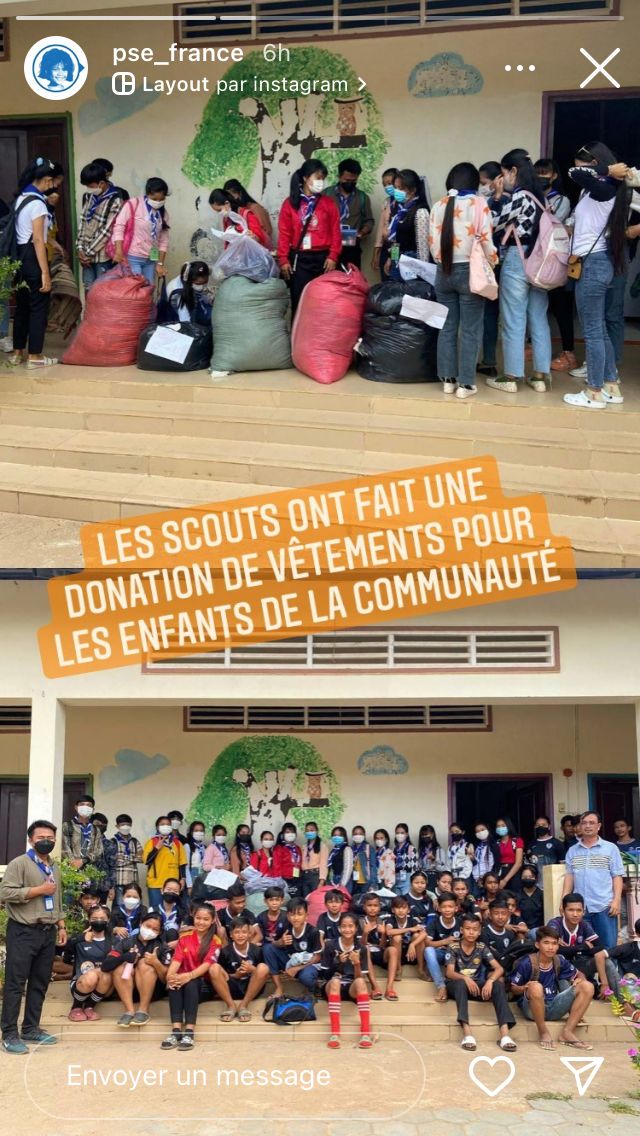 pse_france 6h
Layout par instagram >
LES SCOUTS ONT FAIT UNE
DONATION DE VÊTEMENTS POUR
LES ENFANTS DE LA COMMUNAUTÉ
Envoyer un message